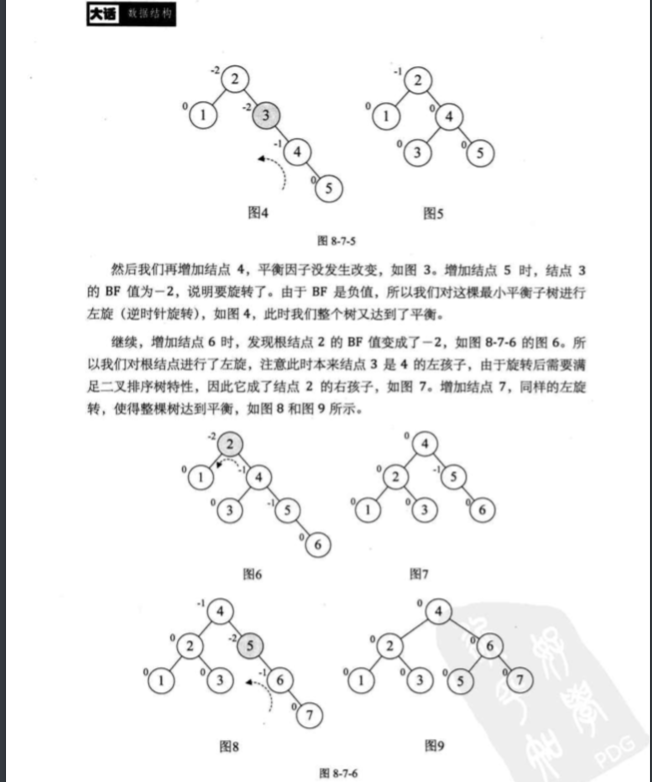 大话 数据结构
-2 2
0 1 -2 3
-1 4
0 5
图4
-1 2
0 1 0 4
0 3 0 5
图5
图 8-7-5
然后我们再增加结点 4，平衡因子没发生改变，如图 3。增加结点 5 时，结点 3
的 BF 值为－2，说明要旋转了。由于 BF 是负值，所以我们对这棵最小平衡子树进行
左旋（逆时针旋转），如图 4，此时我们整个树又达到了平衡。
继续，增加结点 6 时，发现根结点 2 的 BF 值变成了－2，如图 8-7-6 的图 6。所
以我们对根结点进行了左旋，注意此时本来结点 3 是 4 的左孩子，由于旋转后需要满
足二叉排序树特性，因此它成了结点 2 的右孩子，如图 7。增加结点 7，同样的左旋
转，使得整棵树达到平衡，如图 8 和图 9 所示。
-2 2
0 1 -1 4
0 3 -1 5
0 6
图6
0 4
0 2 -1 5
0 1 0 3 0 6
图7
-1 4
0 2 -2 5
0 1 0 3 -1 6
0 7
图8
0 4
0 2 0 6
0 1 0 3 0 5 0 7
图9
图 8-7-6
PDG